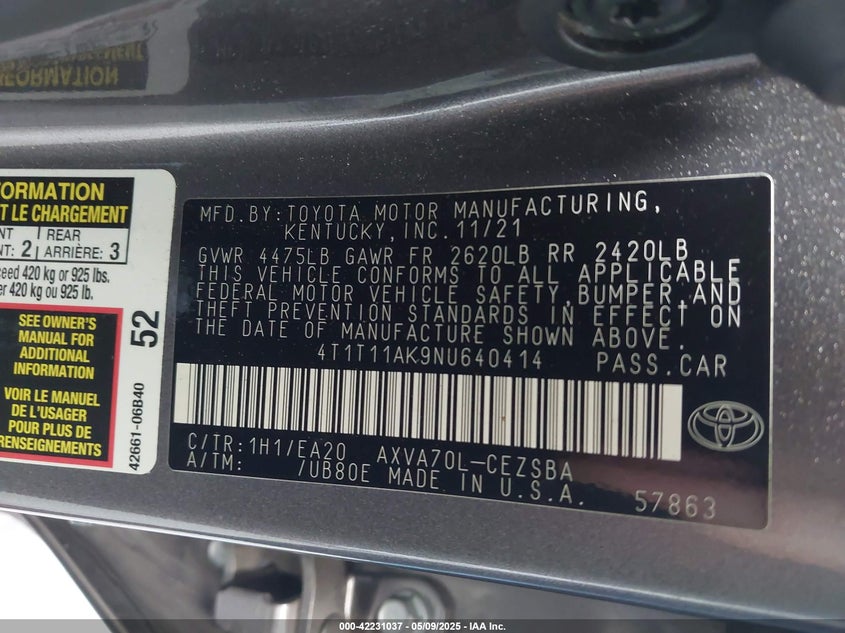 INFORMATION
FORMATION
T LE CHARGEMENT
NT REAR
NT: 2 ARRIÈRE: 3
ceed 420 kg or 925 lbs.
er 420 kg ou 925 lb.
SEE OWNER'S
MANUAL FOR
ADDITIONAL
INFORMATION
VOIR LE MANUEL
DE L'USAGER
POUR PLUS DE
RENSEIGNEMENTS
52
42661-06B40
MFD.BY:TOYOTA MOTOR MANUFACTURING,
KENTUCKY,INC.11/21
GVWR 4475LB GAWR FR 2620LB RR 2420LB
THIS VEHICLE CONFORMS TO ALL APPLICABLE
FEDERAL MOTOR VEHICLE SAFETY,BUMPER,AND
THEFT PREVENTION STANDARDS IN EFFECT ON
THE DATE OF MANUFACTURE SHOWN ABOVE.
4T1T11AK9NU640414 PASS.CAR
C/TR:1H1/EA20 AXVA70L-CEZSBA
A/TM: /UB80E MADE IN U.S.A.
57863
000-42231037 - 05/09/2025 - IAA Inc.